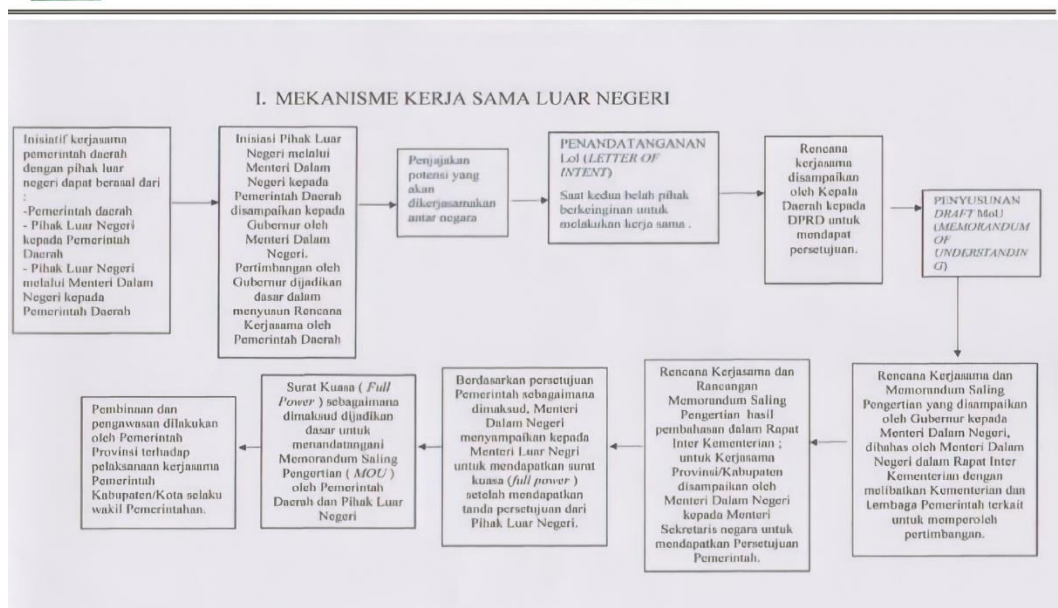 I. MEKANISME KERJA SAMA LUAR NEGERI
Inisiatif kerjasama
pemerintah daerah
dengan pihak luar
negeri dapat berasal dari
:
-Pemerintah daerah
- Pihak Luar Negeri
kepada Pemerintah
Daerah
- Pihak Luar Negeri
melalui Menteri Dalam
Negeri kepada
Pemerintah Daerah
Inisiasi Pihak Luar
Negeri melalui
Menteri Dalam
Negeri kepada
Pemerintah Daerah
disampaikan kepada
Gubernur oleh
Menteri Dalam
Negeri.
Pertimbangan oleh
Gubernur dijadikan
dasar dalam
menyusun Rencana
Kerjasama oleh
Pemerintah Daerah
Penjajakan
potensi yang
akan
dikerjasamakan
antar negara
PENANDATANGANAN
LoI (LETTER OF
INTENT)
Saat kedua belah pihak
berkeinginan untuk
melakukan kerja sama .
Rencana
kerjasama
disampaikan
oleh Kepala
Daerah kepada
DPRD untuk
mendapat
persetujuan.
PENYUSUNAN
DRAFT MoU
(MEMORANDUM
OF
UNDERSTANDIN
G)
Rencana Kerjasama dan
Memorandum Saling
Pengertian yang disampaikan
oleh Gubernur kepada
Menteri Dalam Negeri,
dibahas oleh Menteri Dalam
Negeri dalam Rapat Inter
Kementerian dengan
melibatkan Kementerian dan
Lembaga Pemerintah terkait
untuk memperoleh
pertimbangan.
Rencana Kerjasama dan
Rancangan
Memorandum Saling
Pengertian hasil
pembahasan dalam Rapat
Inter Kementerian ;
untuk Kerjasama
Provinsi/Kabupaten
disampaikan oleh
Menteri Dalam Negeri
kepada Menteri
Sekretaris negara untuk
mendapatkan Persetujuan
Pemerintah.
Berdasarkan persetujuan
Pemerintah sebagaimana
dimaksud, Menteri
Dalam Negeri
menyampaikan kepada
Menteri Luar Negri
untuk mendapatkan surat
kuasa (full power )
setelah mendapatkan
tanda persetujuan dari
Pihak Luar Negeri.
Surat Kuasa ( Full
Power ) sebagaimana
dimaksud dijadikan
dasar untuk
menandatangani
Memorandum Saling
Pengertian ( MOU )
oleh Pemerintah
Daerah dan Pihak Luar
Negeri
Pembinaan dan
pengawasan dilakukan
oleh Pemerintah
Provinsi terhadap
pelaksanaan kerjasama
Pemerintah
Kabupaten/Kota selaku
wakil Pemerintahan.